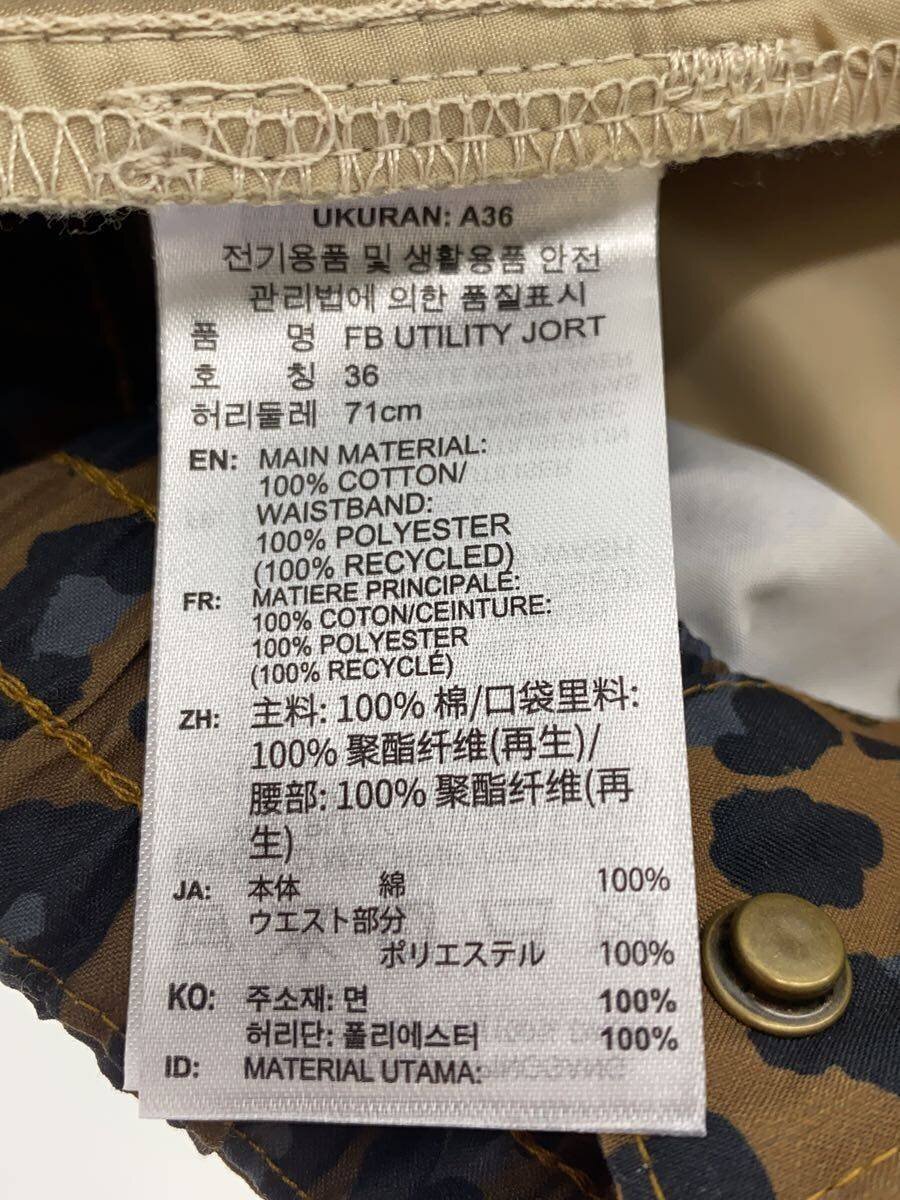 UKURAN: A36
전기용품 및 생활용품 안전
관리법에 의한 품질표시
품 명 FB UTILITY JORT
호 칭 36
허리둘레 71cm
EN: MAIN MATERIAL:
100% COTTON/
WAISTBAND:
100% POLYESTER
(100% RECYCLED)
FR: MATIERE PRINCIPALE:
100% COTON/CEINTURE:
100% POLYESTER
(100% RECYCLÉ)
ZH: 主料: 100% 棉/口袋里料:
100% 聚酯纤维(再生)/
腰部: 100% 聚酯纤维(再
生)
JA: 本体 綿 100%
ウエスト部分
ポリエステル 100%
KO: 주소재: 면 100%
허리단: 폴리에스터 100%
ID: MATERIAL UTAMA: